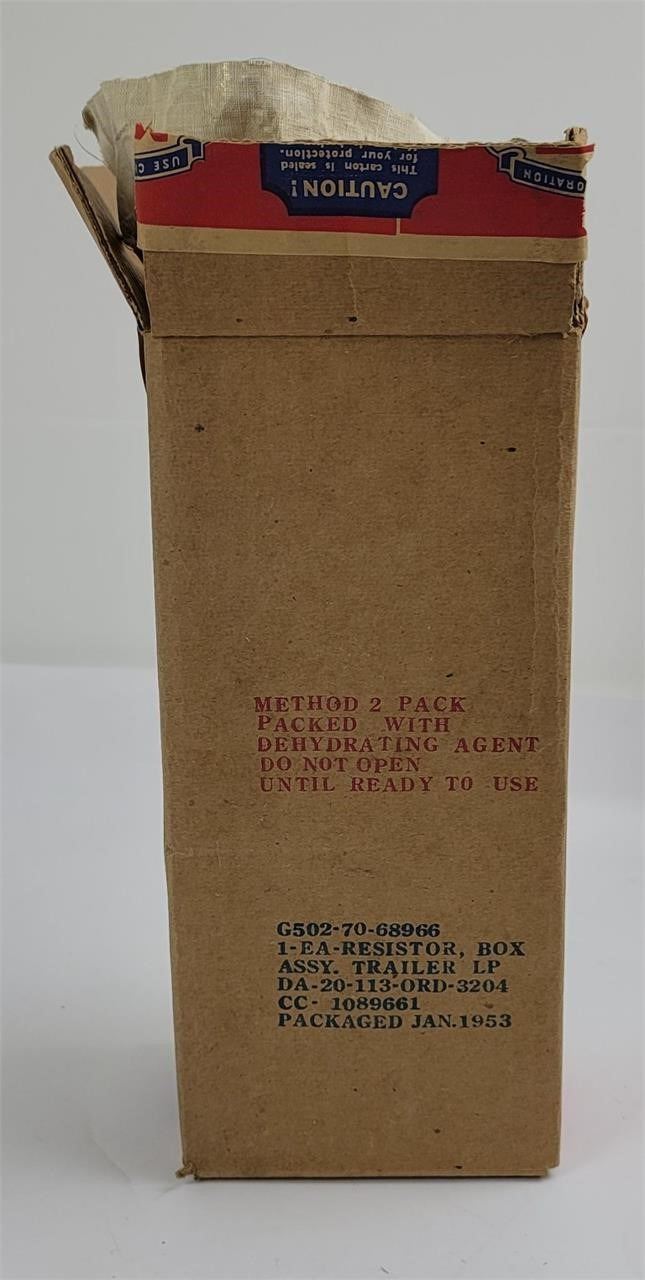 USE C
CAUTION!
This carton is sealed
for your protection.
ORATION
METHOD 2 PACK
PACKED WITH
DEHYDRATING AGENT
DO NOT OPEN
UNTIL READY TO USE
G502-70-68966
1-EA-RESISTOR, BOX
ASSY. TRAILER LP
DA-20-113-ORD-3204
CC- 1089661
PACKAGED JAN.1953